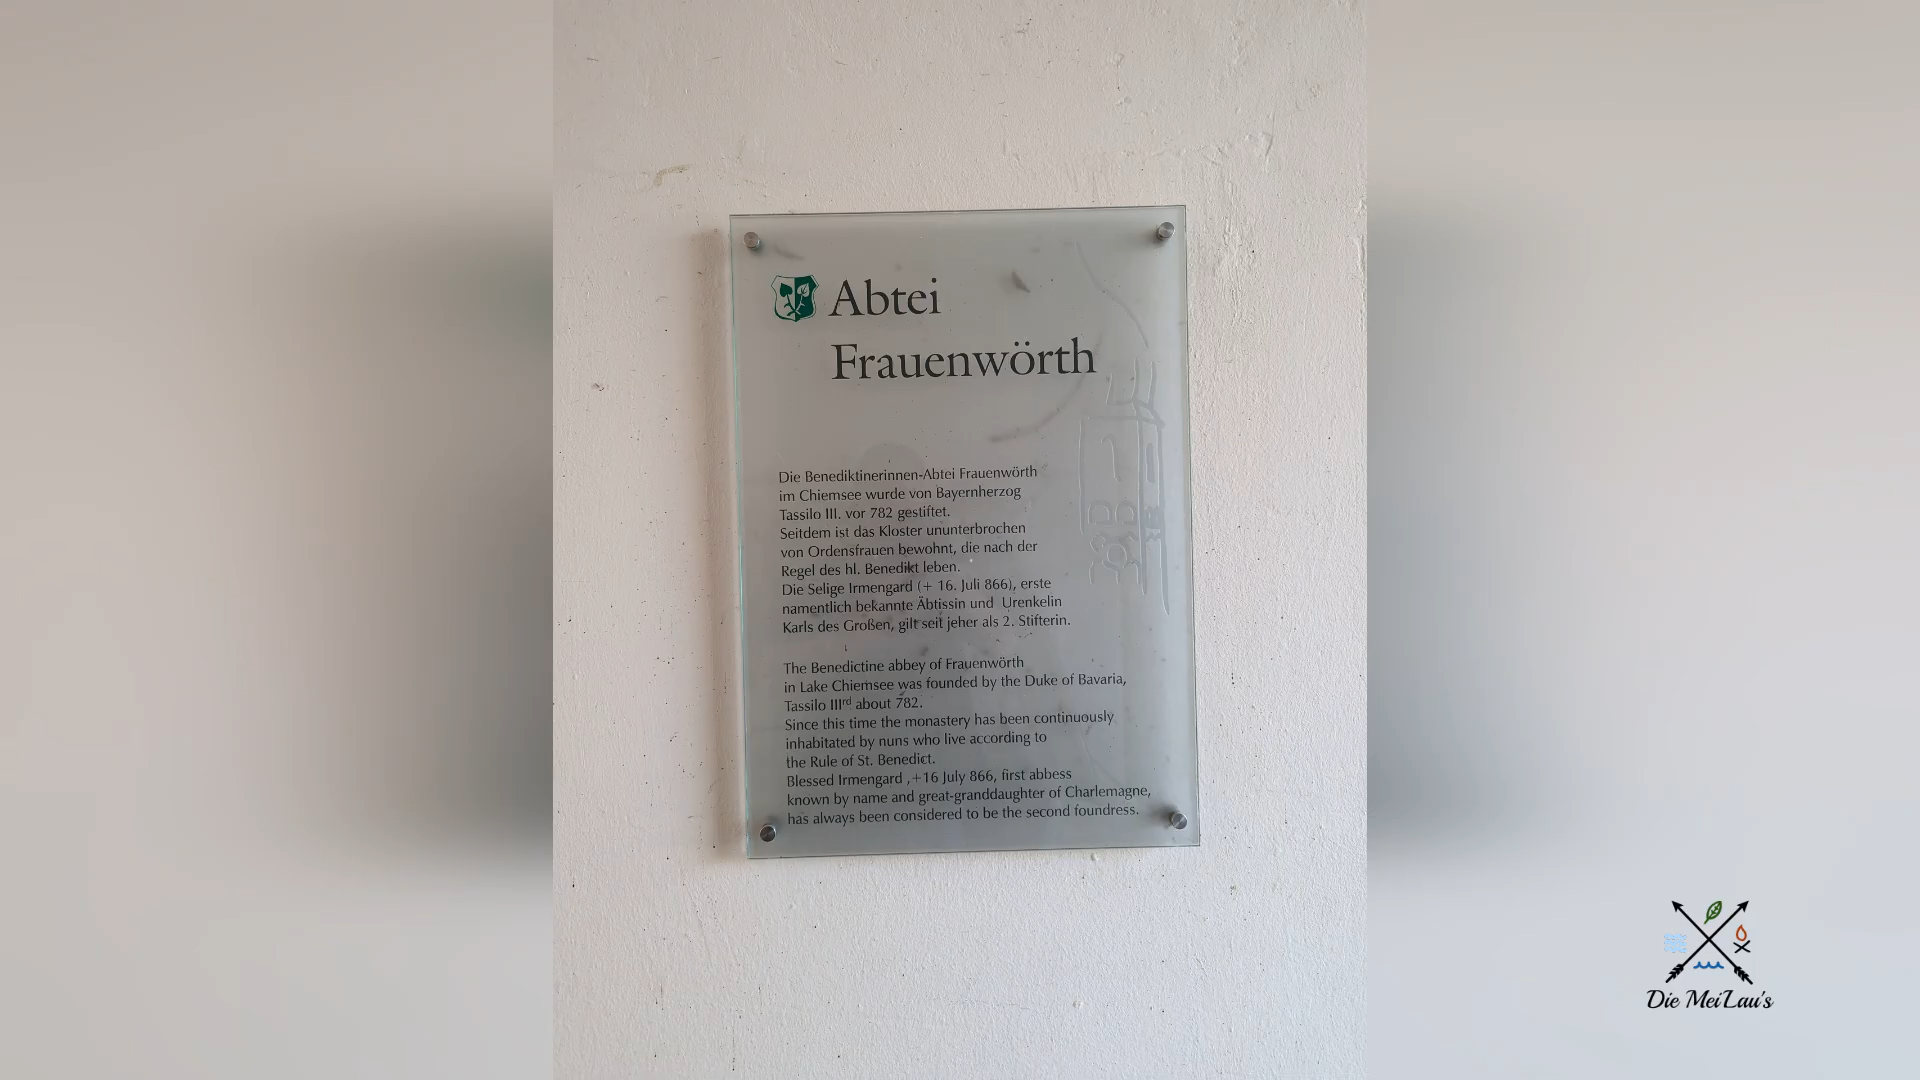 Abtei
Frauenwörth
Die Benediktinerinnen-Abtei Frauenwörth
im Chiemsee wurde von Bayernherzog
Tassilo III. vor 782 gestiftet.
Seitdem ist das Kloster ununterbrochen
von Ordensfrauen bewohnt, die nach der
Regel des hl. Benedikt leben.
Die Selige Irmengard (+ 16. Juli 866), erste
namentlich bekannte Äbtissin und Urenkelin
Karls des Großen, gilt seit jeher als 2. Stifterin.
The Benedictine abbey of Frauenwörth
in Lake Chiemsee was founded by the Duke of Bavaria,
Tassilo IIIrd about 782.
Since this time the monastery has been continuously
inhabitated by nuns who live according to
the Rule of St. Benedict.
Blessed Irmengard ,+16 July 866, first abbess
known by name and great-granddaughter of Charlemagne,
has always been considered to be the second foundress.
Die MeiLau's